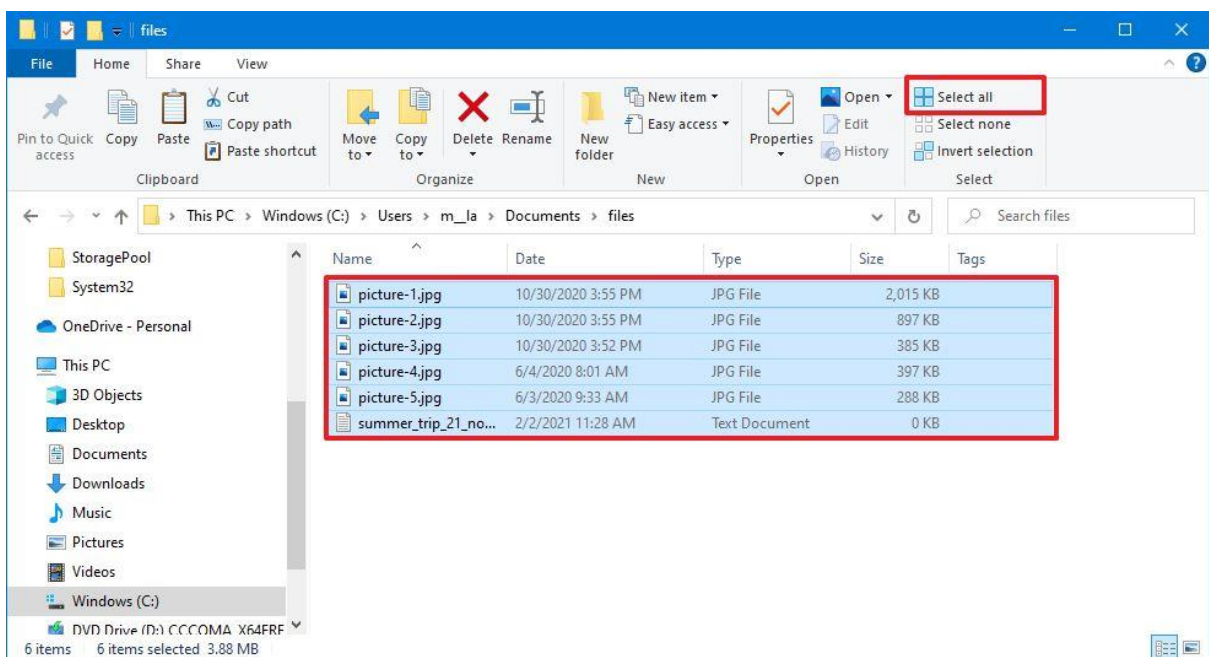 files
File Home Share View
Pin to Quick access
Copy
Paste
Cut
Copy path
Paste shortcut
Clipboard
Move to
Copy to
Delete
Rename
Organize
New folder
New item
Easy access
New
Properties
Open
Edit
History
Open
Select all
Select none
Invert selection
Select
This PC > Windows (C:) > Users > m__la > Documents > files
Search files
StoragePool
System32
OneDrive - Personal
This PC
3D Objects
Desktop
Documents
Downloads
Music
Pictures
Videos
Windows (C:)
DVD Drive (D:) CCCOMA_X64FRE
Name Date Type Size Tags
picture-1.jpg 10/30/2020 3:55 PM JPG File 2,015 KB
picture-2.jpg 10/30/2020 3:55 PM JPG File 897 KB
picture-3.jpg 10/30/2020 3:52 PM JPG File 385 KB
picture-4.jpg 6/4/2020 8:01 AM JPG File 397 KB
picture-5.jpg 6/3/2020 9:33 AM JPG File 288 KB
summer_trip_21_no... 2/2/2021 11:28 AM Text Document 0 KB
6 items 6 items selected 3.88 MB